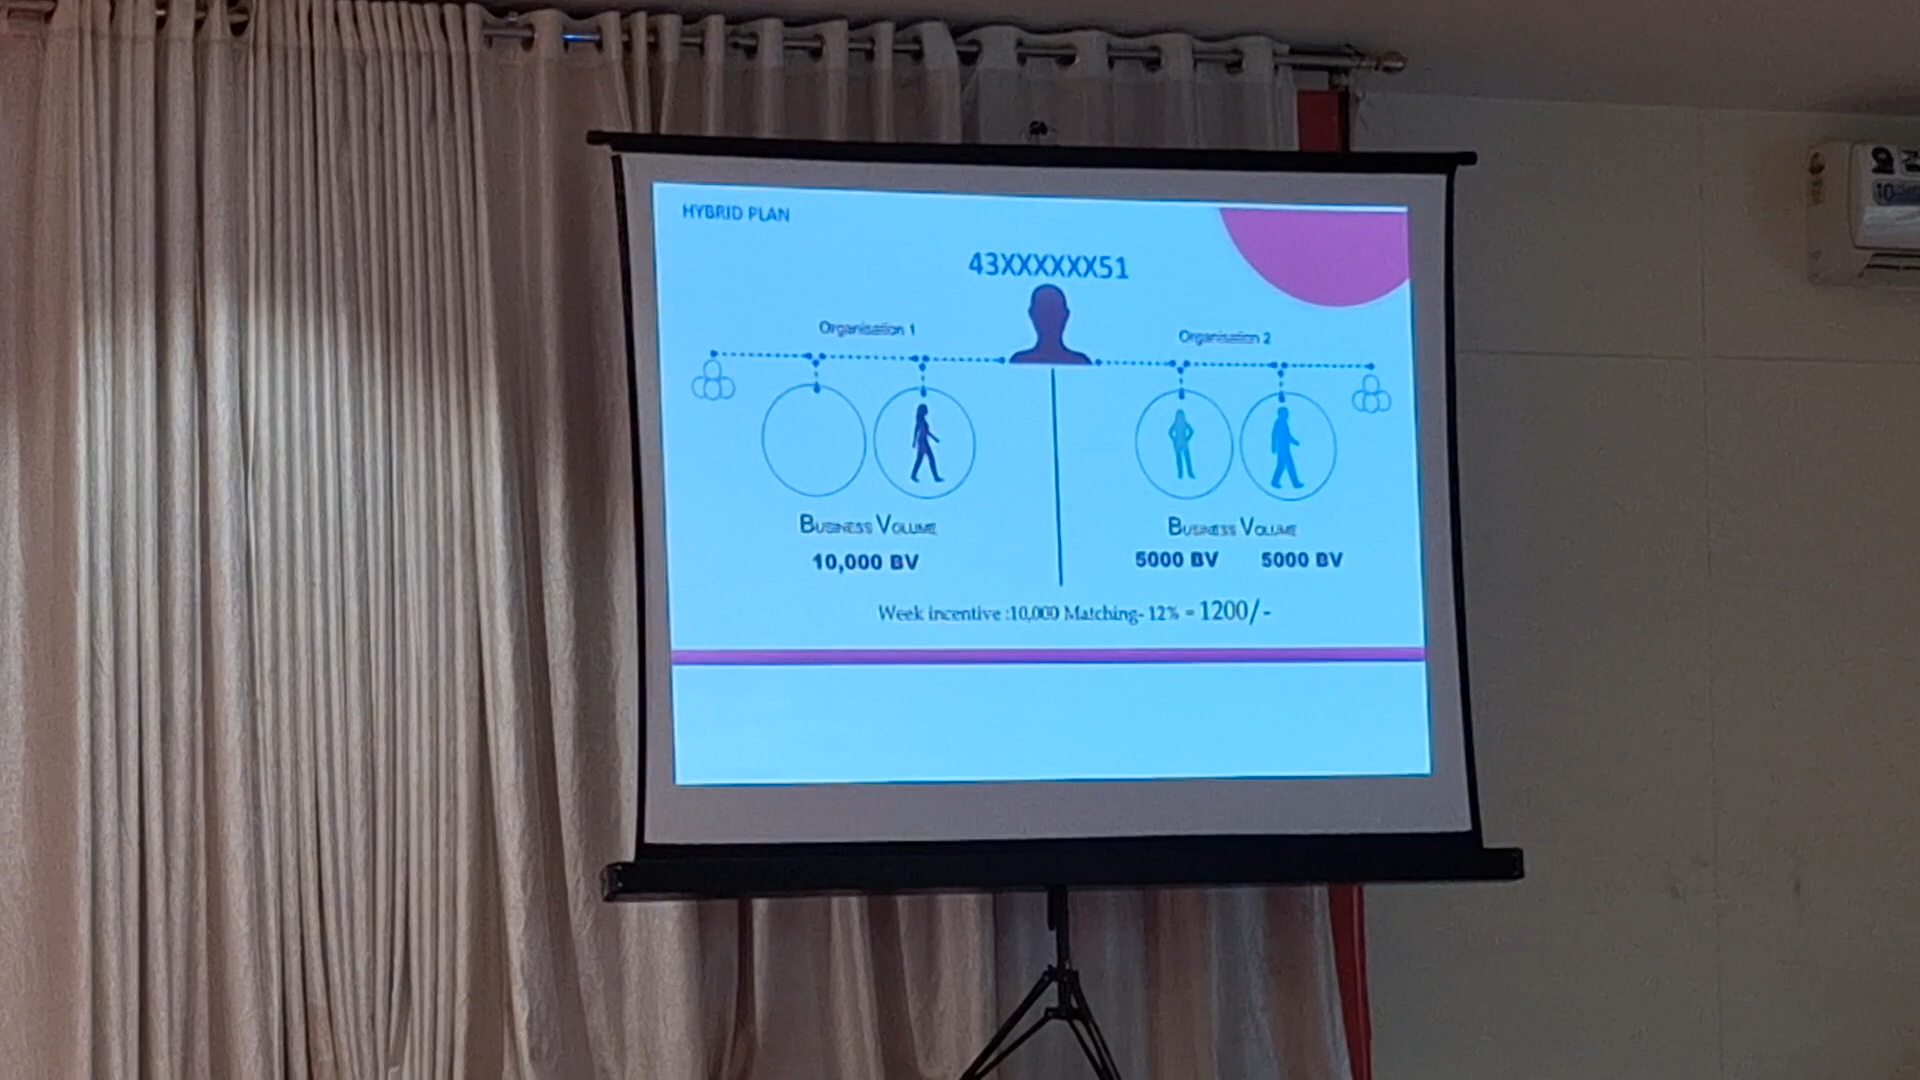 HYBRID PLAN
43XXXXXX51
Organisation 1
Organisation 2
BUSINESS VOLUME
BUSINESS VOLUME
10,000 BV
5000 BV 5000 BV
Week incentive :10,000 Matching- 12% = 1200/-
10